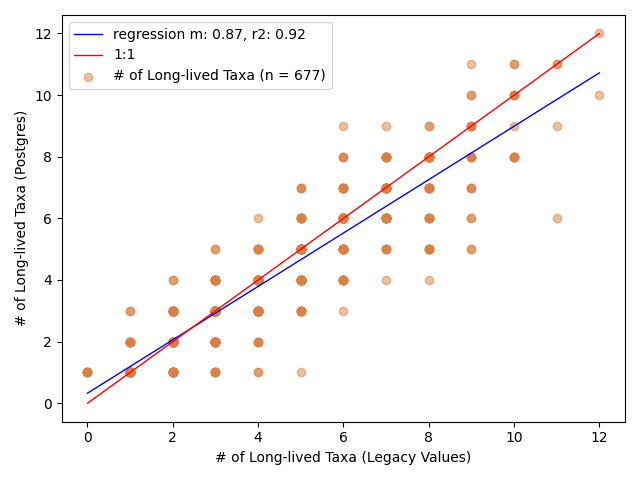 regression m: 0.87, r2: 0.92
1:1
# of Long-lived Taxa (n = 677)
# of Long-lived Taxa (Postgres)
12
10
8
6
4
2
0
0 2 4 6 8 10 12
# of Long-lived Taxa (Legacy Values)